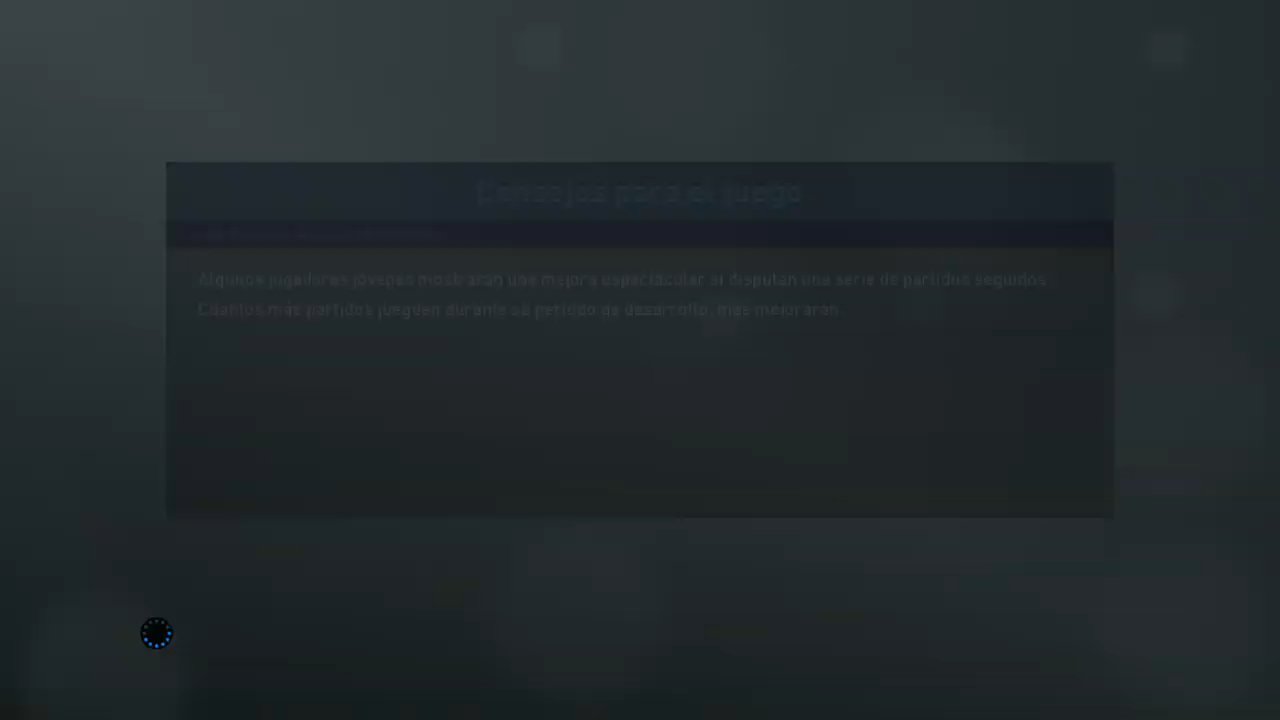 Consejos para el juego
Algunos jugadores jóvenes mostrarán una mejora espectacular si disputan una serie de partidos seguidos.
Cuantos más partidos jueguen durante su periodo de desarrollo, más mejorarán.